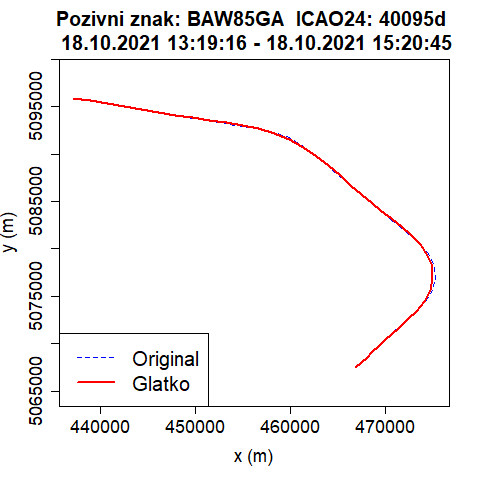 Pozivni znak: BAW85GA  ICAO24: 40095d
18.10.2021 13:19:16 - 18.10.2021 15:20:45
5095000
5085000
5075000
5065000
y (m)
Original
Glatko
440000 450000 460000 470000
x (m)